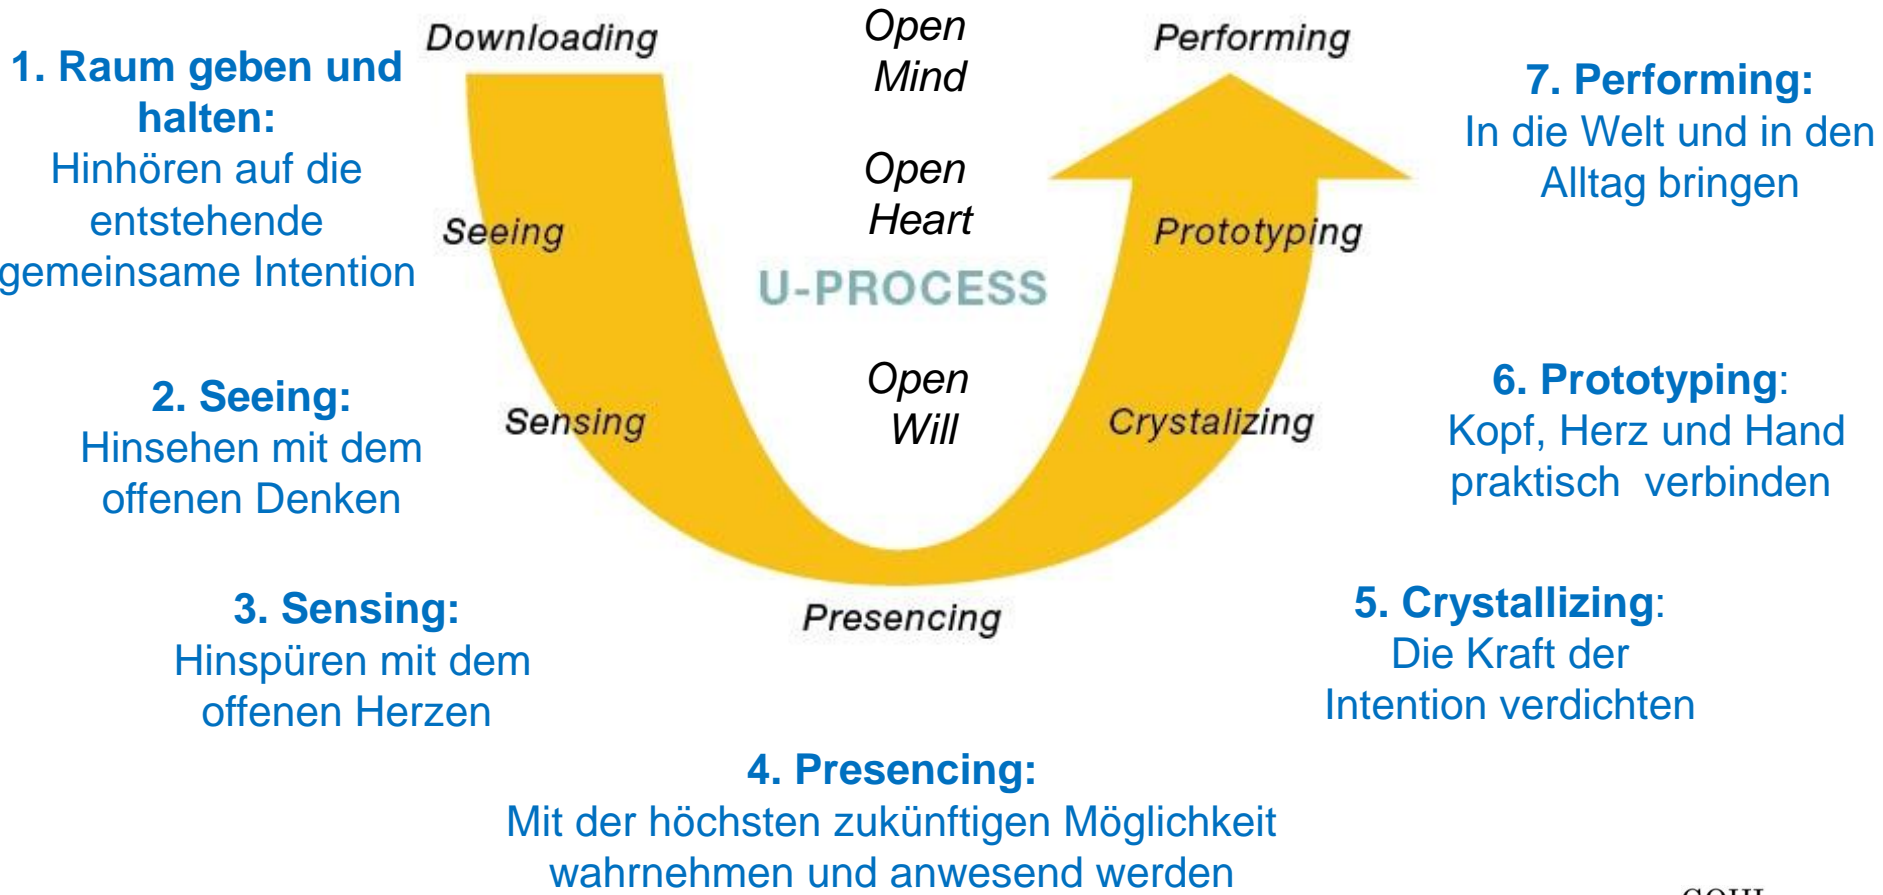 Downloading
Open
Mind
Performing
1. Raum geben und
halten:
Hinhören auf die
entstehende
gemeinsame Intention
7. Performing:
In die Welt und in den
Alltag bringen
Open
Heart
Seeing
Prototyping
U-PROCESS
2. Seeing:
Hinsehen mit dem
offenen Denken
Sensing
Open
Will
Crystalizing
6. Prototyping:
Kopf, Herz und Hand
praktisch verbinden
3. Sensing:
Hinspüren mit dem
offenen Herzen
Presencing
5. Crystallizing:
Die Kraft der
Intention verdichten
4. Presencing:
Mit der höchsten zukünftigen Möglichkeit
wahrnehmen und anwesend werden